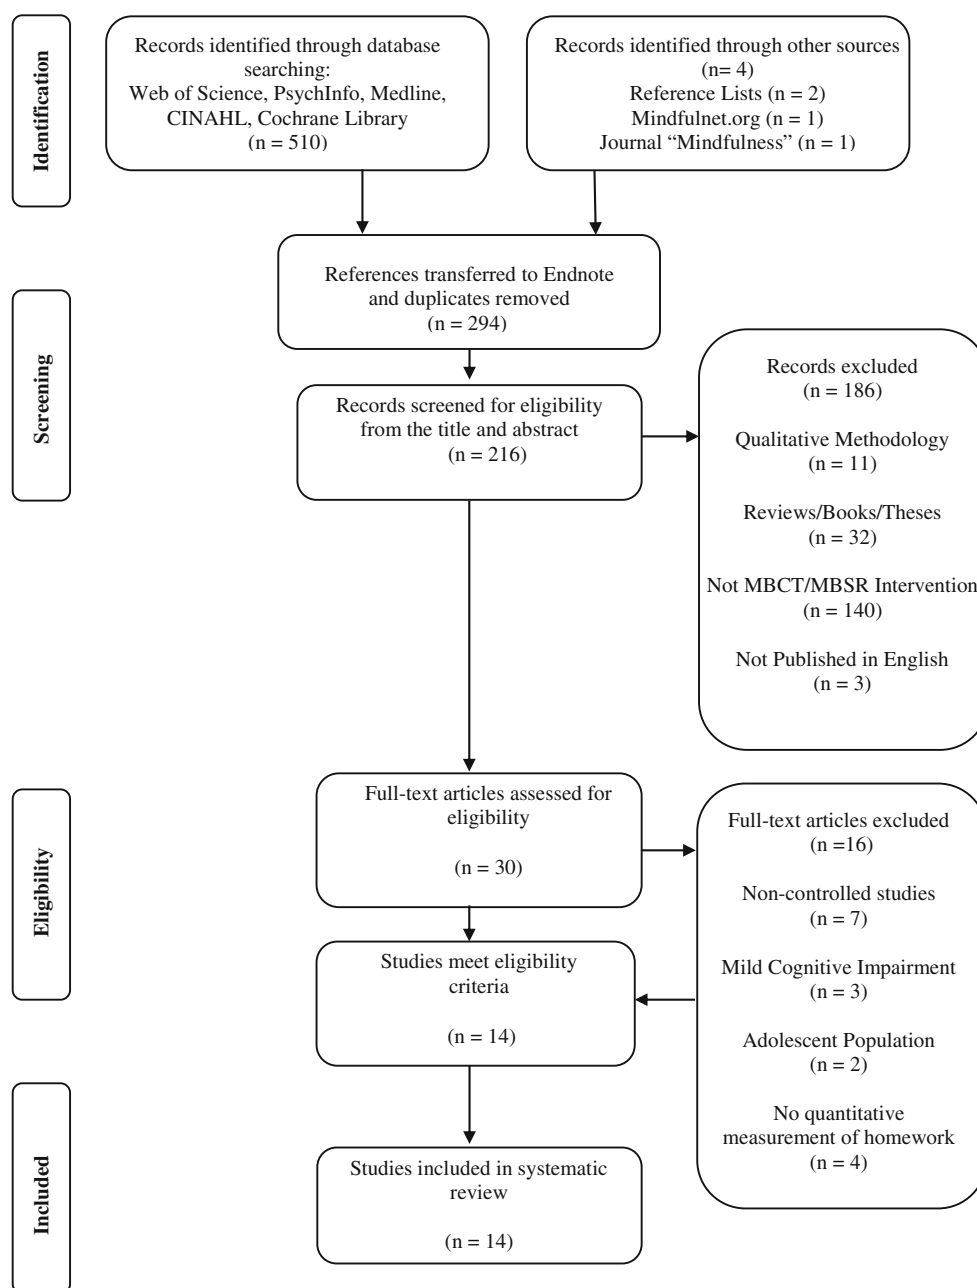 Identification
Records identified through database
searching:
Web of Science, PsychInfo, Medline,
CINAHL, Cochrane Library
(n = 510)
Records identified through other sources
(n= 4)
Reference Lists (n = 2)
Mindfulnet.org (n = 1)
Journal “Mindfulness” (n = 1)
Screening
References transferred to Endnote
and duplicates removed
(n = 294)
Records screened for eligibility
from the title and abstract
(n = 216)
Records excluded
(n = 186)
Qualitative Methodology
(n = 11)
Reviews/Books/Theses
(n = 32)
Not MBCT/MBSR Intervention
(n = 140)
Not Published in English
(n = 3)
Eligibility
Full-text articles assessed for
eligibility
(n = 30)
Studies meet eligibility
criteria
(n = 14)
Full-text articles excluded
(n =16)
Non-controlled studies
(n = 7)
Mild Cognitive Impairment
(n = 3)
Adolescent Population
(n = 2)
No quantitative
measurement of homework
(n = 4)
Included
Studies included in systematic
review
(n = 14)